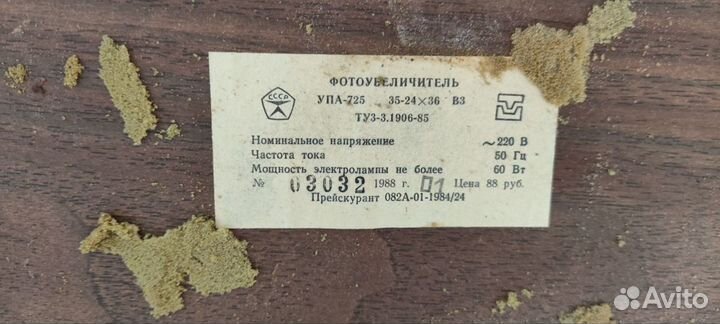 ФОТОУВЕЛИЧИТЕЛЬ
СССР
УПА-725 35-24×36 В3
ТУ3-3.1906-85
Номинальное напряжение ~220 В
Частота тока 50 Гц
Мощность электролампы не более 60 Вт
№ 03032 1988 г. 01 Цена 88 руб.
Прейскурант 082А-01-1984/24
Avito